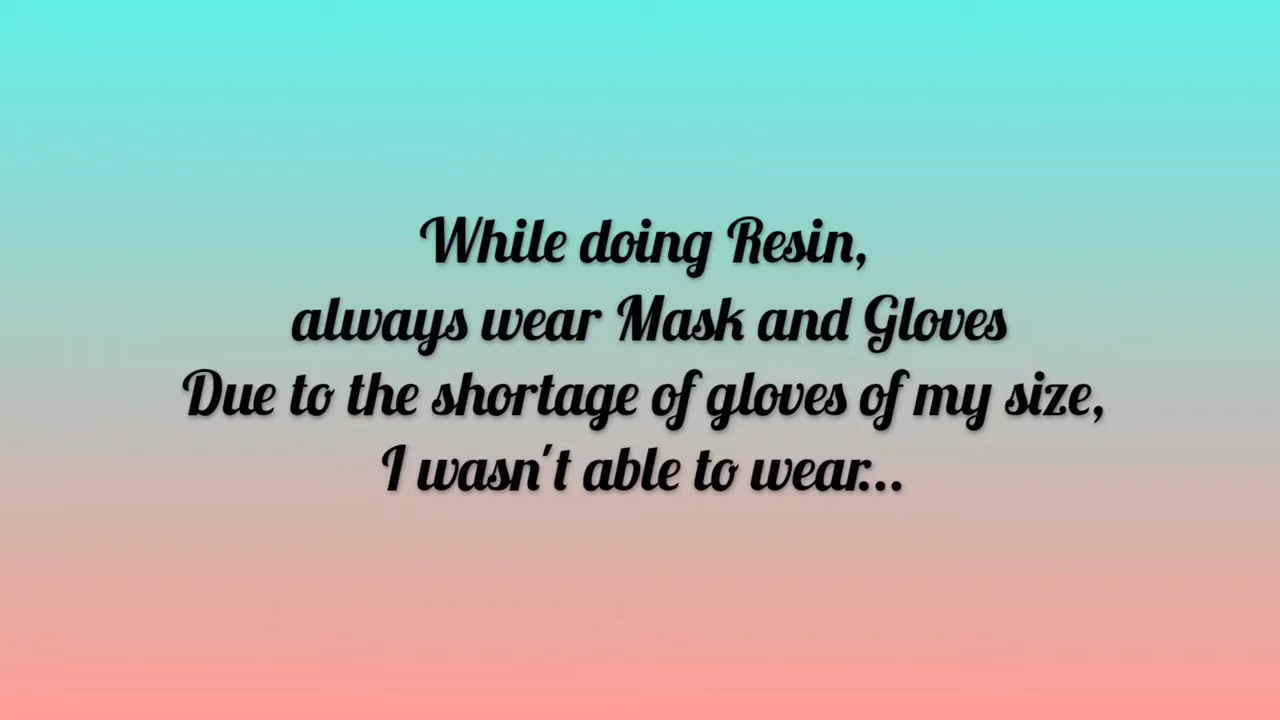 While doing Resin,
always wear Mask and Gloves
Due to the shortage of gloves of my size,
I wasn't able to wear...